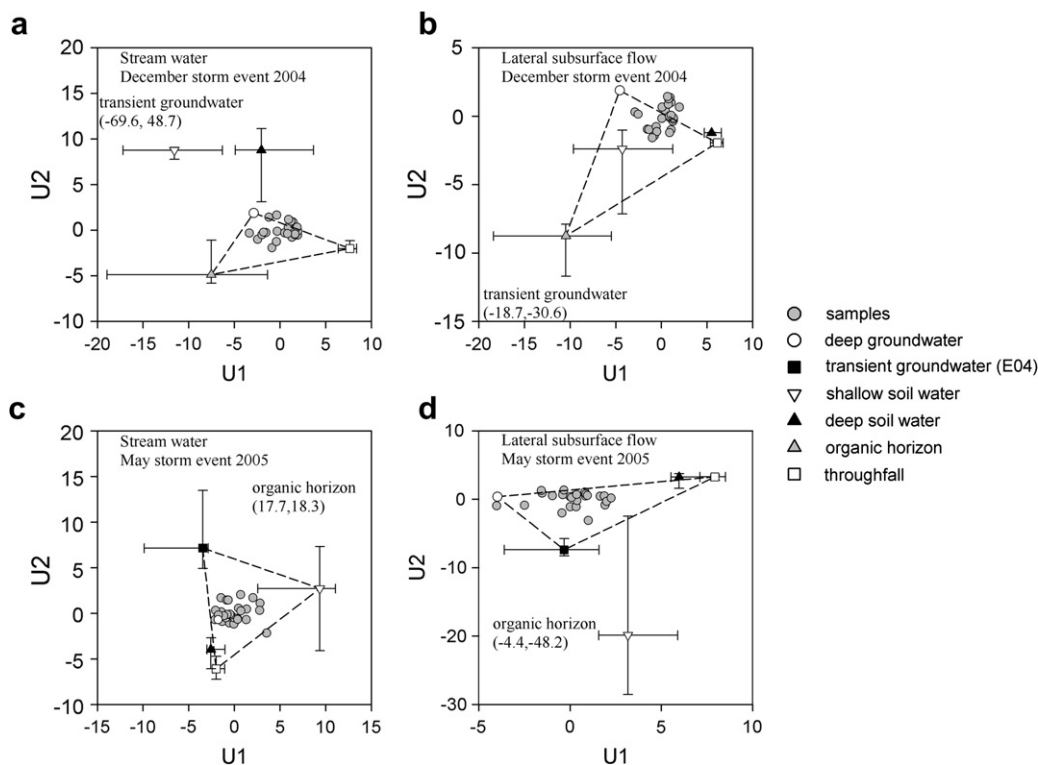 a
20
15
10
5
0
-5
-10
U2
Stream water
December storm event 2004
transient groundwater
(-69.6, 48.7)
-20 -15 -10 -5 0 5 10
U1
b
5
0
-5
-10
-15
U2
Lateral subsurface flow
December storm event 2004
transient groundwater
(-18.7,-30.6)
-20 -15 -10 -5 0 5 10
U1
c
20
15
10
5
0
-5
-10
U2
Stream water
May storm event 2005
organic horizon
(17.7,18.3)
-10 -5 0 5 10 15
U1
d
10
0
-10
-20
-30
U2
Lateral subsurface flow
May storm event 2005
organic horizon
(-4.4,-48.2)
-5 0 5 10
U1
samples
deep groundwater
transient groundwater (E04)
shallow soil water
deep soil water
organic horizon
throughfall